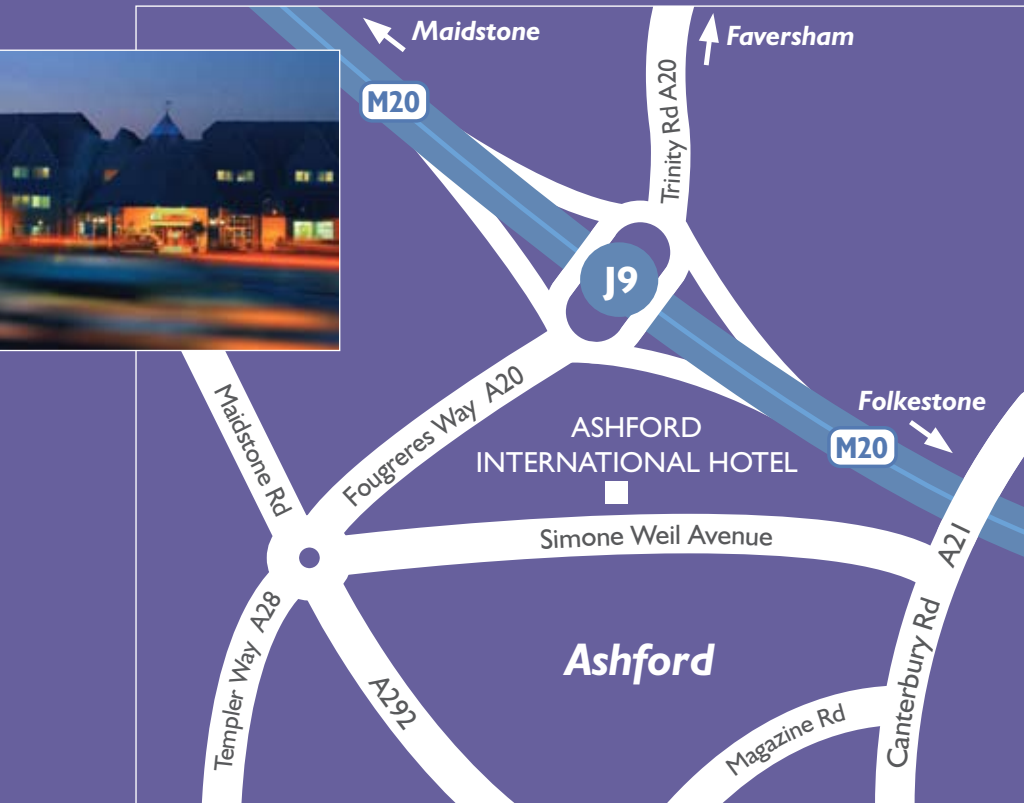 Maidstone
Faversham
M20
Trinity Rd A20
J9
Maidstone Rd
Fougreres Way A20
Folkestone
ASHFORD
INTERNATIONAL HOTEL
M20
Simone Weil Avenue
A21
Templer Way A28
A292
Ashford
Magazine Rd
Canterbury Rd